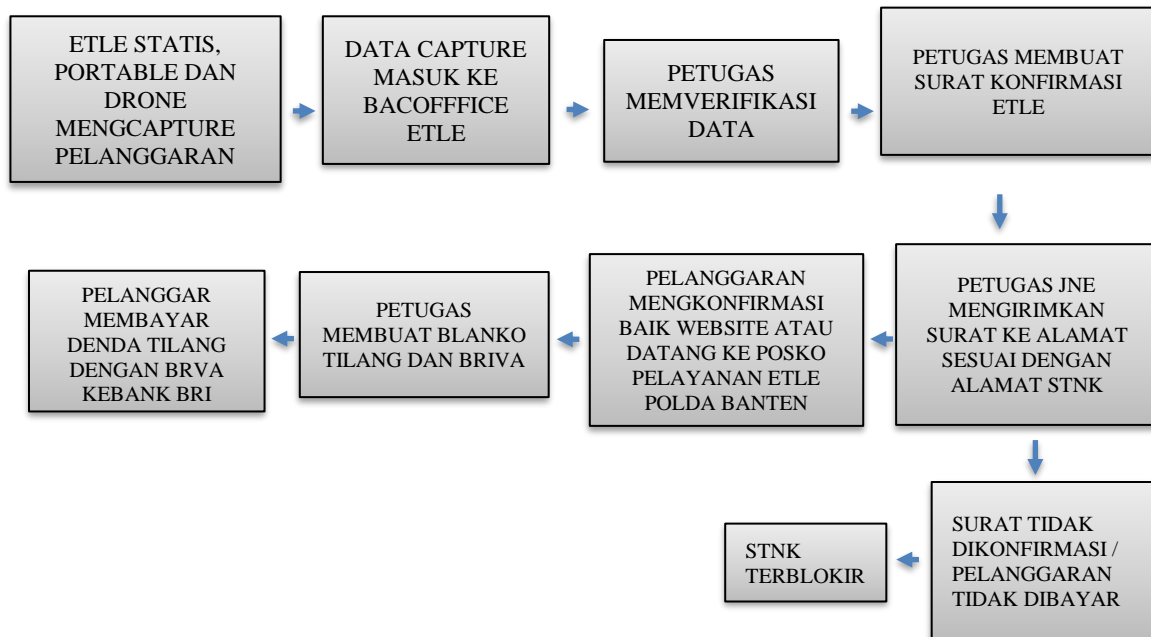 ETLE STATIS,
PORTABLE DAN
DRONE
MENGCAPTURE
PELANGGARAN
DATA CAPTURE
MASUK KE
BACOFFFICE
ETLE
PETUGAS
MEMVERIFIKASI
DATA
PETUGAS MEMBUAT
SURAT KONFIRMASI
ETLE
PETUGAS JNE
MENGIRIMKAN
SURAT KE ALAMAT
SESUAI DENGAN
ALAMAT STNK
PELANGGARAN
MENGKONFIRMASI
BAIK WEBSITE ATAU
DATANG KE POSKO
PELAYANAN ETLE
POLDA BANTEN
PETUGAS
MEMBUAT BLANKO
TILANG DAN BRIVA
PELANGGAR
MEMBAYAR
DENDA TILANG
DENGAN BRVA
KEBANK BRI
SURAT TIDAK
DIKONFIRMASI /
PELANGGARAN
TIDAK DIBAYAR
STNK
TERBLOKIR